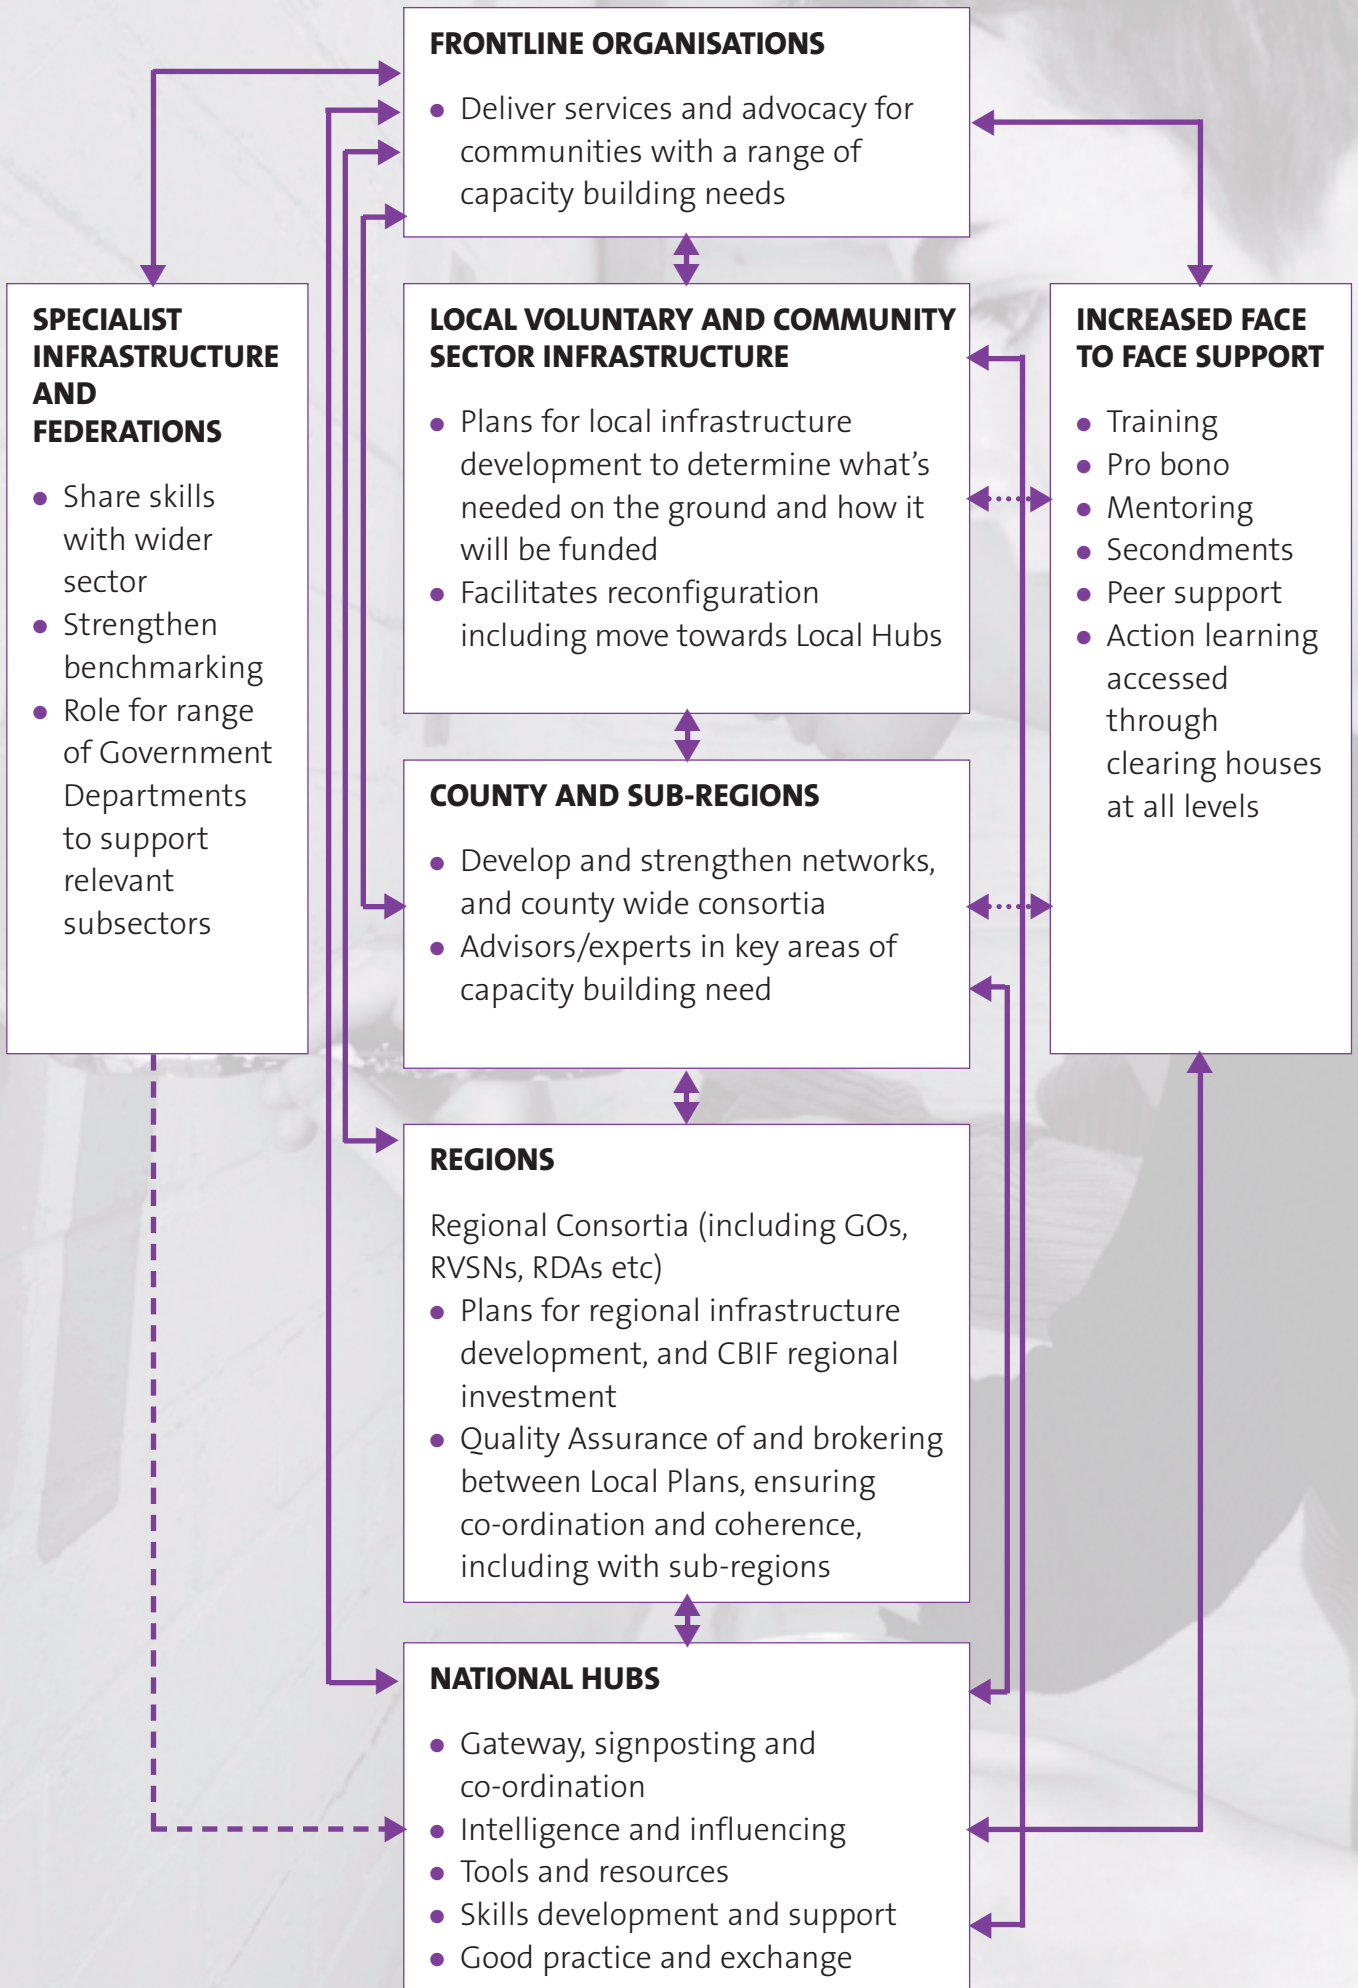 FRONTLINE ORGANISATIONS
● Deliver services and advocacy for
communities with a range of
capacity building needs
SPECIALIST
INFRASTRUCTURE
AND
FEDERATIONS
● Share skills
with wider
sector
● Strengthen
benchmarking
● Role for range
of Government
Departments
to support
relevant
subsectors
LOCAL VOLUNTARY AND COMMUNITY
SECTOR INFRASTRUCTURE
● Plans for local infrastructure
development to determine what's
needed on the ground and how it
will be funded
● Facilitates reconfiguration
including move towards Local Hubs
INCREASED FACE
TO FACE SUPPORT
● Training
● Pro bono
● Mentoring
● Secondments
● Peer support
● Action learning
accessed
through
clearing houses
at all levels
COUNTY AND SUB-REGIONS
● Develop and strengthen networks,
and county wide consortia
● Advisors/experts in key areas of
capacity building need
REGIONS
Regional Consortia (including GOs,
RVSNs, RDAs etc)
● Plans for regional infrastructure
development, and CBIF regional
investment
● Quality Assurance of and brokering
between Local Plans, ensuring
co-ordination and coherence,
including with sub-regions
NATIONAL HUBS
● Gateway, signposting and
co-ordination
● Intelligence and influencing
● Tools and resources
● Skills development and support
● Good practice and exchange